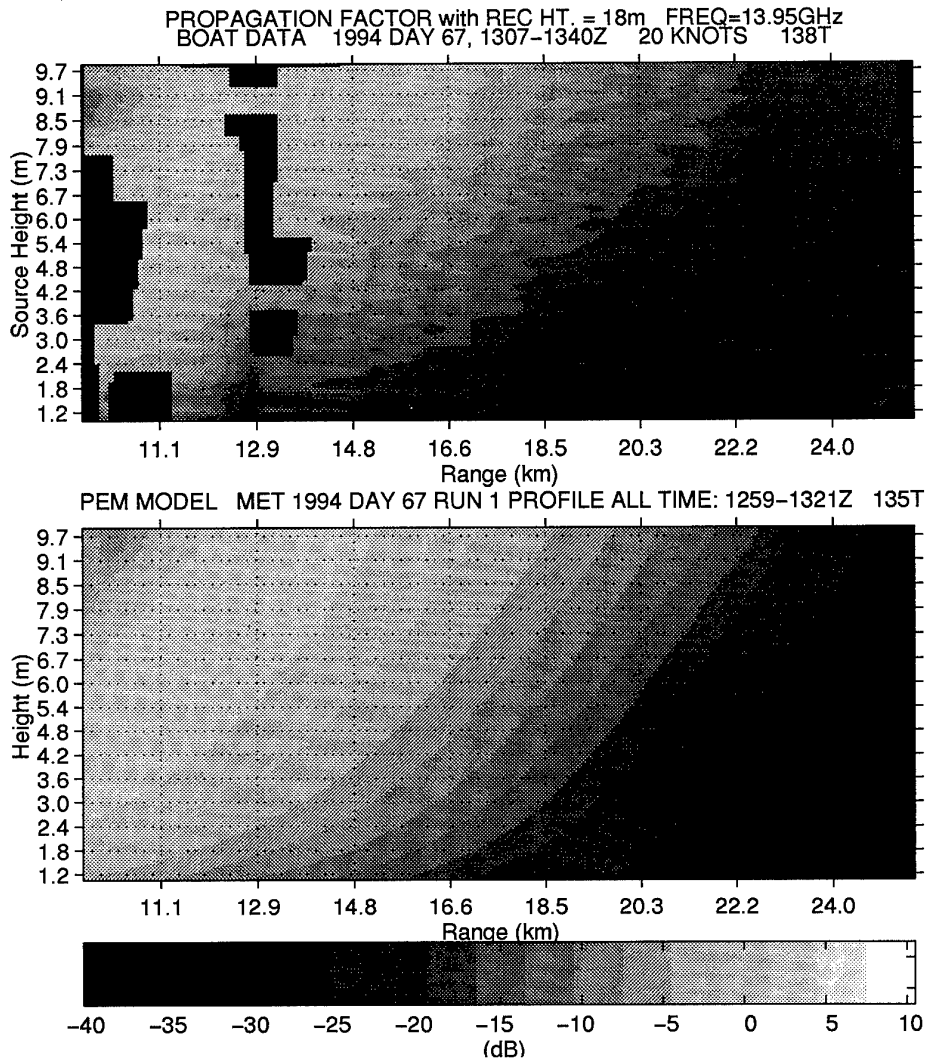 PROPAGATION FACTOR with REC HT. = 18m FREQ=13.95GHz
BOAT DATA 1994 DAY 67, 1307-1340Z 20 KNOTS 138T
Source Height (m)
9.7
9.1
8.5
7.9
7.3
6.7
6.0
5.4
4.8
4.2
3.6
3.0
2.4
1.8
1.2
11.1 12.9 14.8 16.6 18.5 20.3 22.2 24.0
Range (km)
PEM MODEL MET 1994 DAY 67 RUN 1 PROFILE ALL TIME: 1259-1321Z 135T
Height (m)
9.7
9.1
8.5
7.9
7.3
6.7
6.0
5.4
4.8
4.2
3.6
3.0
2.4
1.8
1.2
11.1 12.9 14.8 16.6 18.5 20.3 22.2 24.0
Range (km)
-40 -35 -30 -25 -20 -15 -10 -5 0 5 10
(dB)